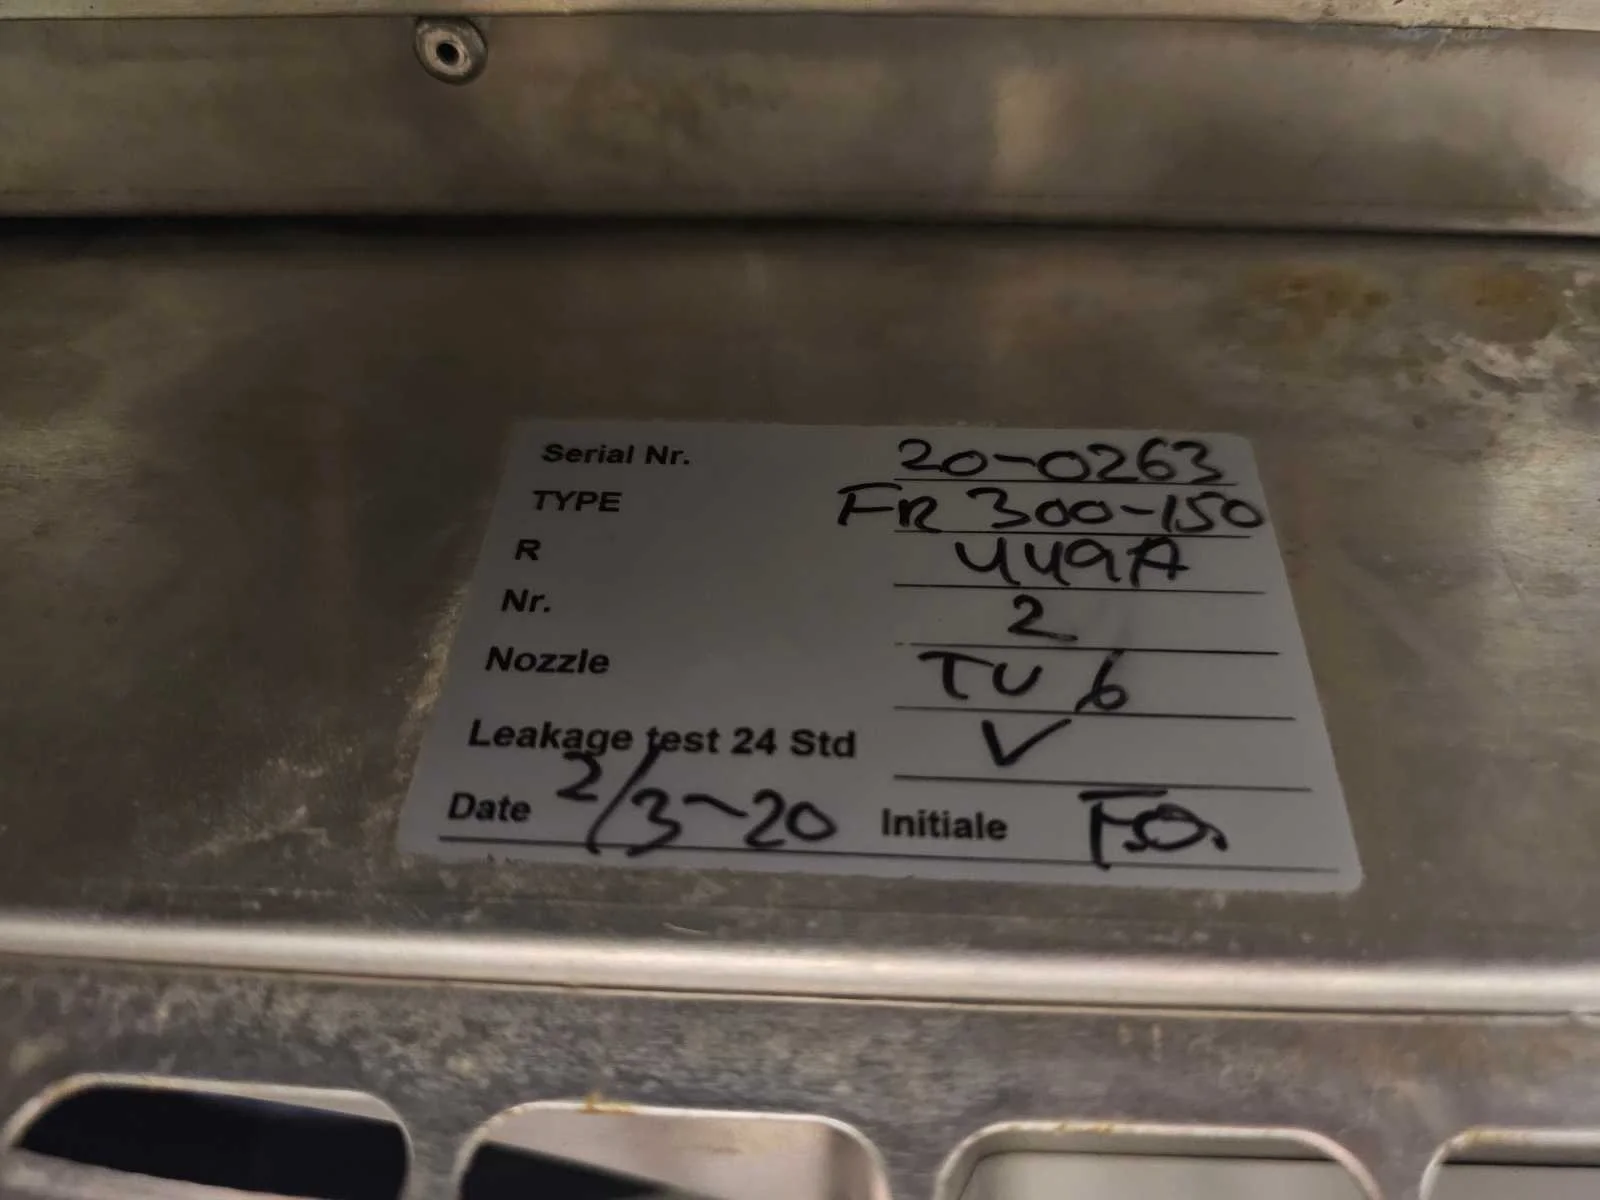 Serial Nr. 20-0263
TYPE FR 300-150
R 449A
Nr. 2
Nozzle TU 6
Leakage test 24 Std ✓
Date 2/3-20 Initiale FO.